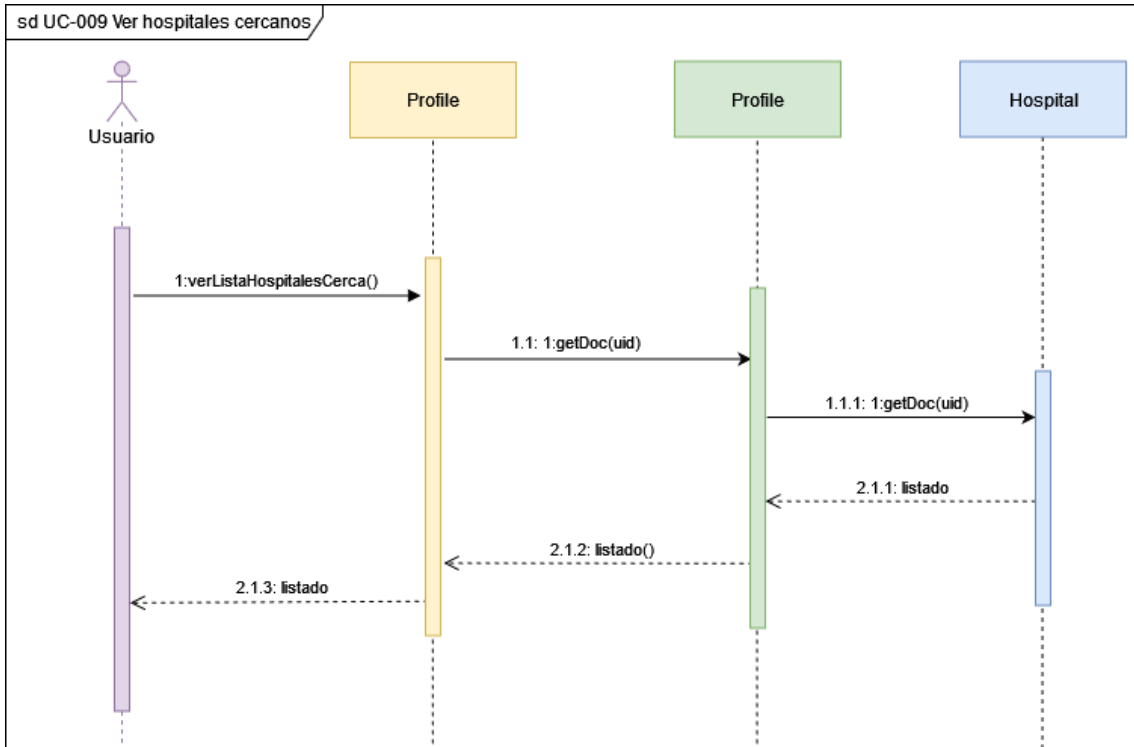 sd UC-009 Ver hospitales cercanos
Usuario
Profile
Profile
Hospital
1:verListaHospitalesCerca()
1.1: 1:getDoc(uid)
1.1.1: 1:getDoc(uid)
2.1.1: listado
2.1.2: listado()
2.1.3: listado